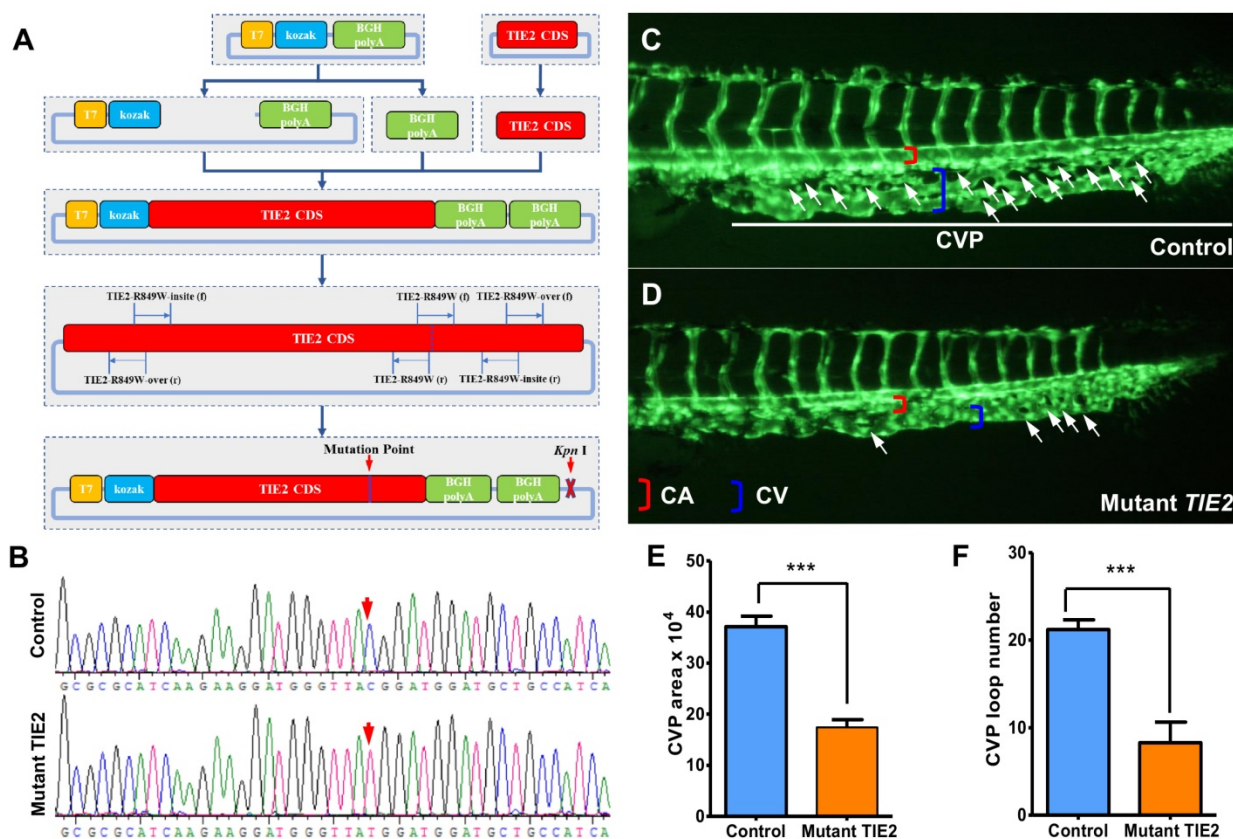 A
T7 kozak BGH polyA
TIE2 CDS
T7 kozak BGH polyA
BGH polyA
TIE2 CDS
T7 kozak TIE2 CDS BGH polyA BGH polyA
TIE2-R849W-insite (f) TIE2-R849W (f) TIE2-R849W-over (f)
TIE2 CDS
TIE2-R849W-over (r) TIE2-R849W (r) TIE2-R849W-insite (r)
Mutation Point Kpn I
T7 kozak TIE2 CDS BGH polyA BGH polyA
B
Control
GCGCGCATCAAGAAGGATGGGTTACGGATGGATGCTGCCATCA
Mutant TIE2
GCGCGCATCAAGAAGGATGGGTTATGGATGGATGCTGCCATCA
C
CVP
Control
D
CA CV
Mutant TIE2
E
CVP area x 10⁴
50
40
30
20
10
0
***
Control Mutant TIE2
F
CVP loop number
30
20
10
0
***
Control Mutant TIE2